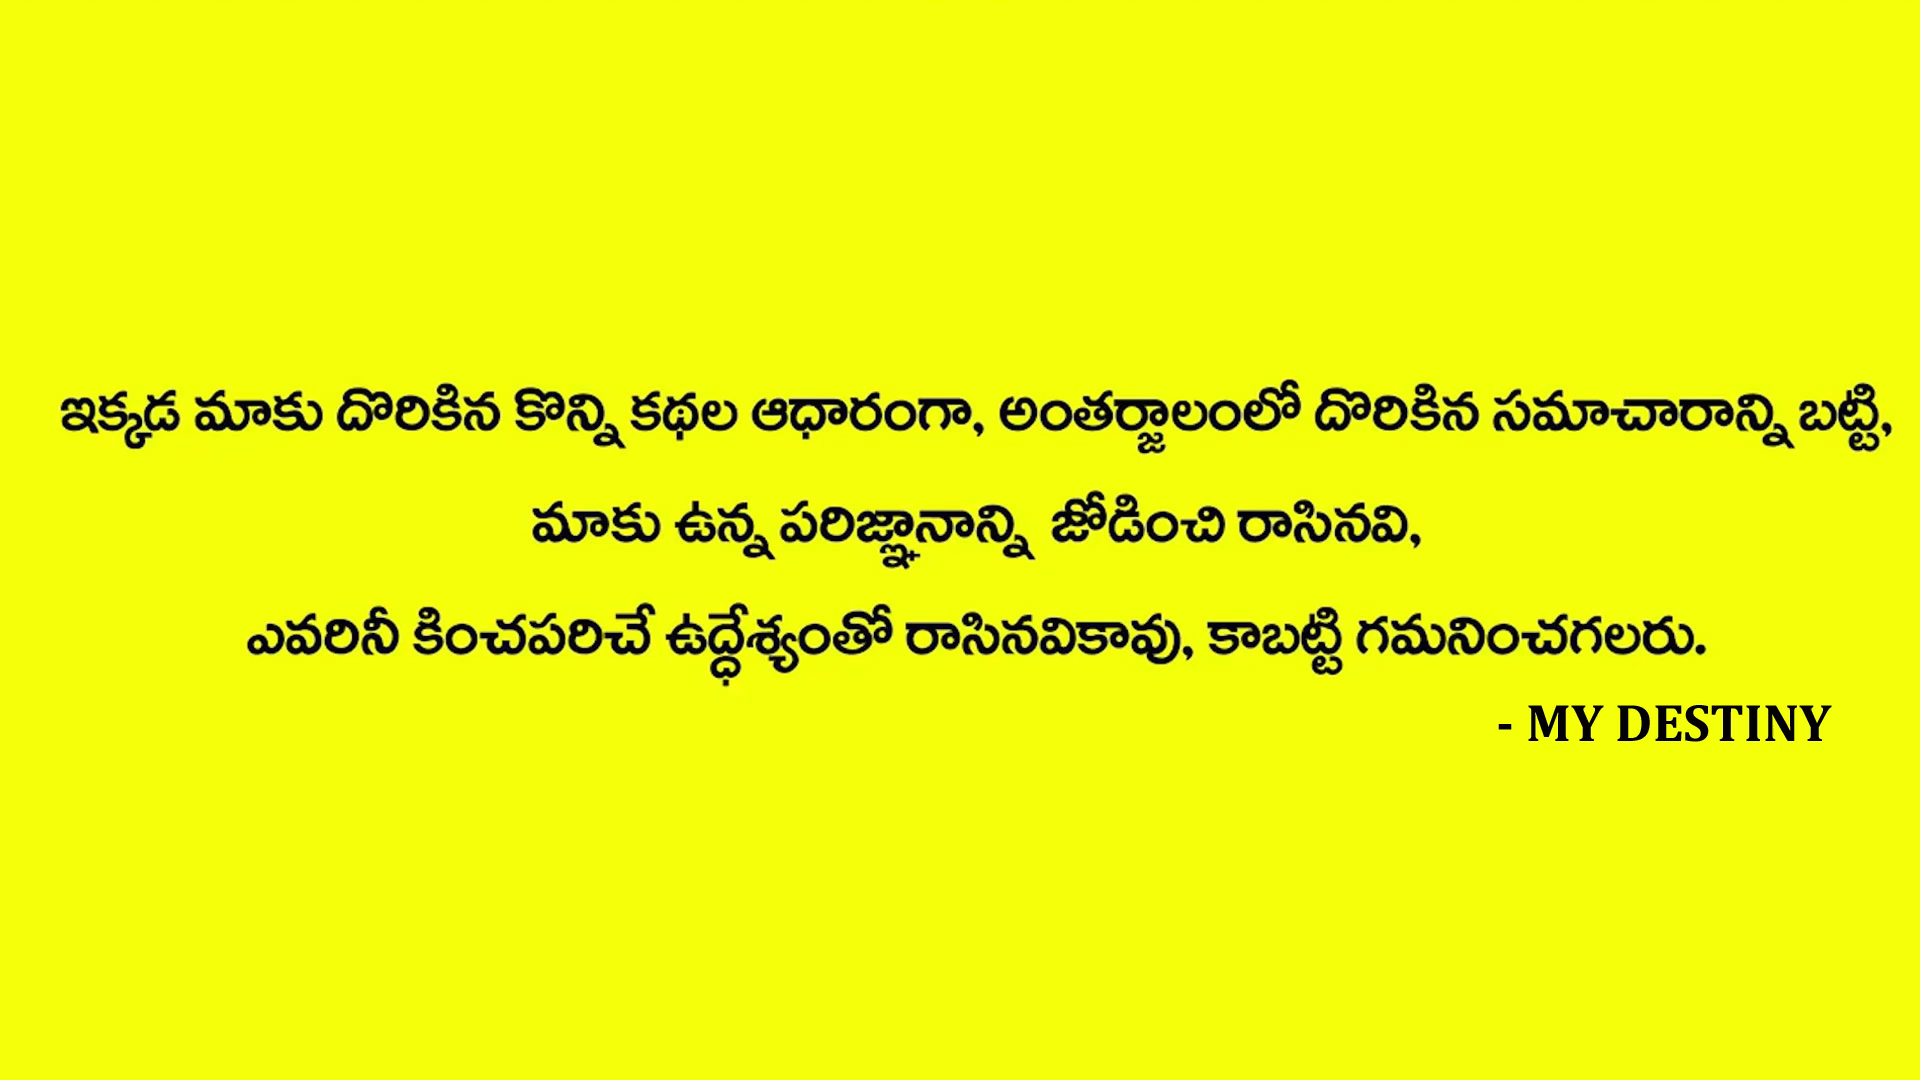 ఇక్కడ మాకు దొరికిన కొన్ని కథల ఆధారంగా, అంతర్జాలంలో దొరికిన సమాచారాన్ని బట్టి,
మాకు ఉన్న పరిజ్ఞానాన్ని జోడించి రాసినవి,
ఎవరినీ కించపరిచే ఉద్ధేశ్యంతో రాసినవికావు, కాబట్టి గమనించగలరు.
- MY DESTINY